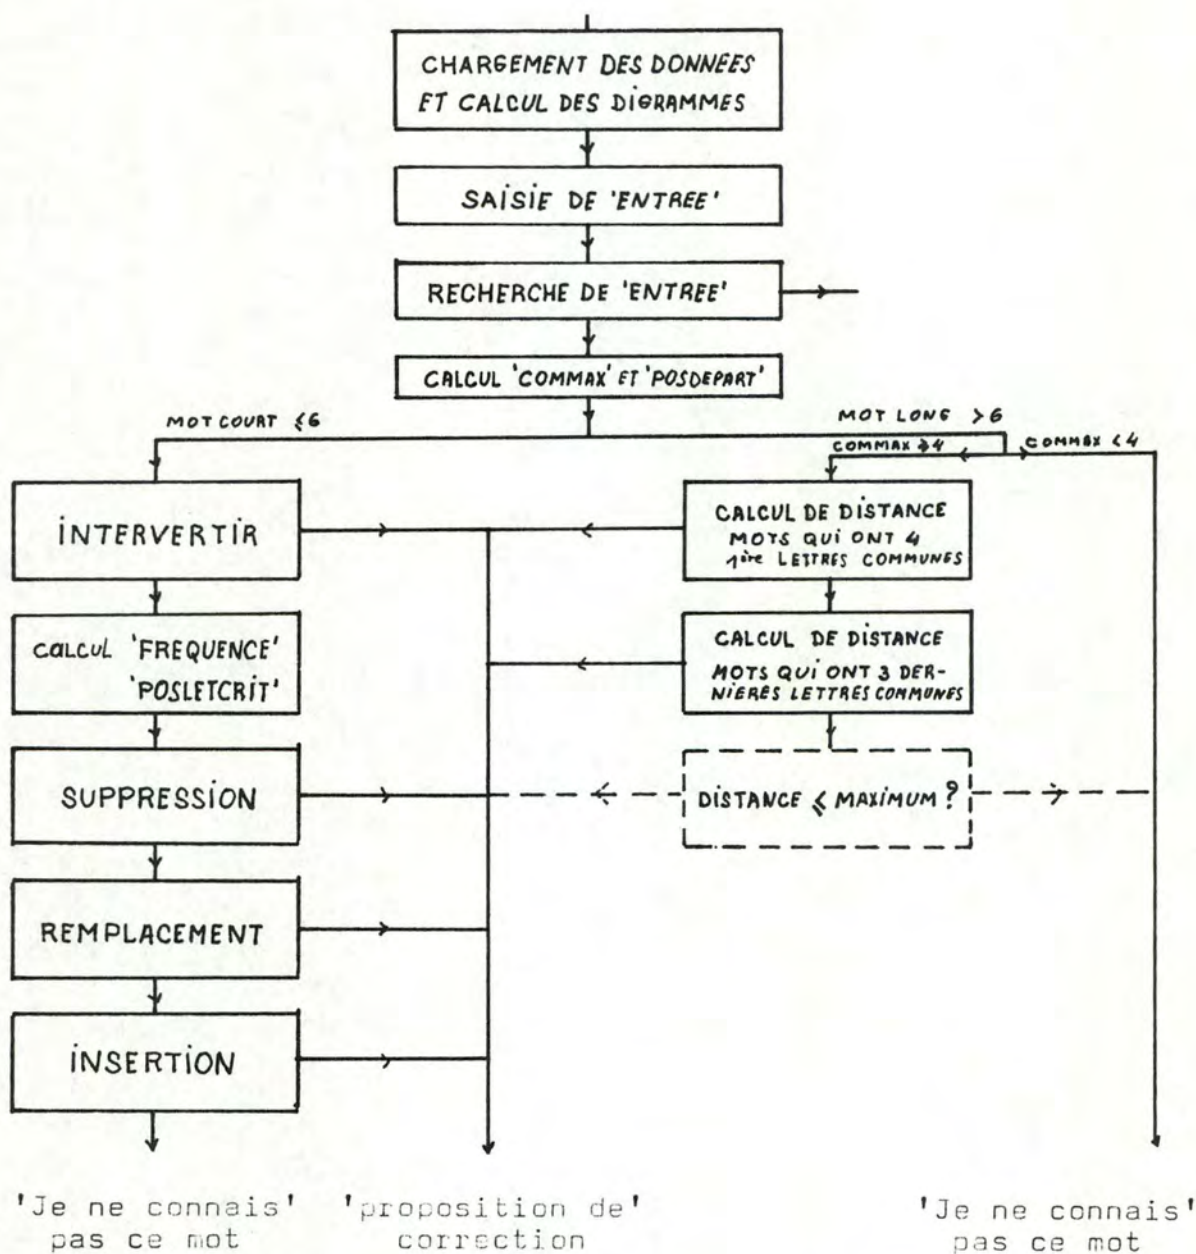 CHARGEMENT DES DONNÉES
ET CALCUL DES DIGRAMMES
SAISIE DE 'ENTREE'
RECHERCHE DE 'ENTREE'
CALCUL 'COMMAX' ET 'POSDEPART'
MOT COURT ⩽6
MOT LONG >6
COMMAX ⩾4
COMMAX <4
INTERVERTIR
CALCUL DE DISTANCE
MOTS QUI ONT 4
1ère LETTRES COMMUNES
CALCUL 'FREQUENCE'
'POSLETCRIT'
CALCUL DE DISTANCE
MOTS QUI ONT 3 DER-
NIERES LETTRES COMMUNES
SUPPRESSION
DISTANCE ⩽ MAXIMUM ?
REMPLACEMENT
INSERTION
'Je ne connais'
pas ce mot
'proposition de'
correction
'Je ne connais'
pas ce mot